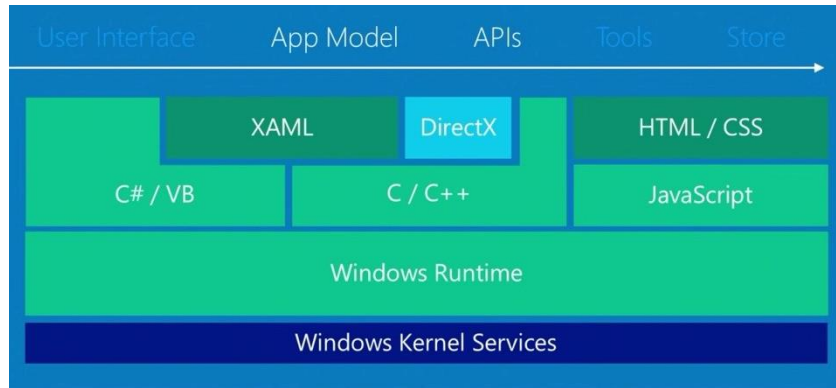 User Interface App Model APIs Tools Store
XAML DirectX HTML / CSS
C# / VB C / C++ JavaScript
Windows Runtime
Windows Kernel Services